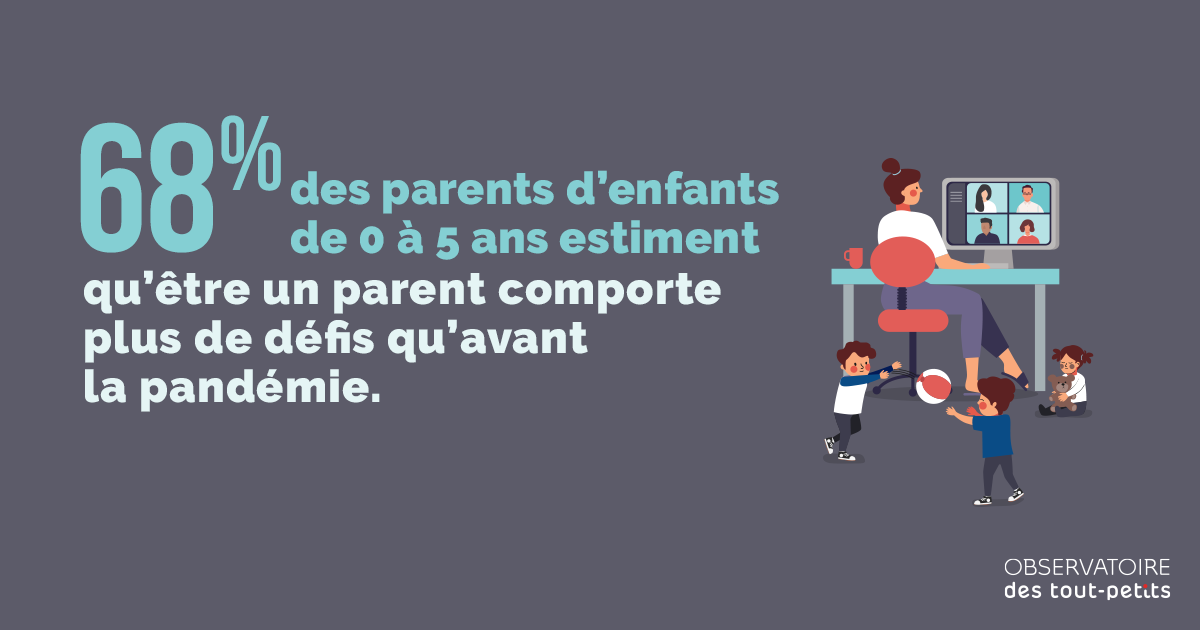 68% des parents d’enfants
de 0 à 5 ans estiment
qu’être un parent comporte
plus de défis qu’avant
la pandémie.
OBSERVATOIRE
des tout-petits